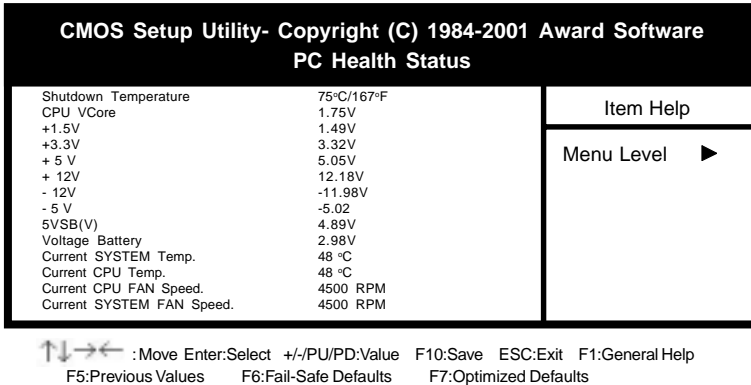 CMOS Setup Utility- Copyright (C) 1984-2001 Award Software
PC Health Status
Shutdown Temperature 75°C/167°F
CPU VCore 1.75V
+1.5V 1.49V
+3.3V 3.32V
+ 5 V 5.05V
+ 12V 12.18V
- 12V -11.98V
- 5 V -5.02
5VSB(V) 4.89V
Voltage Battery 2.98V
Current SYSTEM Temp. 48 °C
Current CPU Temp. 48 °C
Current CPU FAN Speed. 4500 RPM
Current SYSTEM FAN Speed. 4500 RPM
Item Help
Menu Level ▶
↑↓→← : Move Enter:Select +/-/PU/PD:Value F10:Save ESC:Exit F1:General Help
F5:Previous Values F6:Fail-Safe Defaults F7:Optimized Defaults